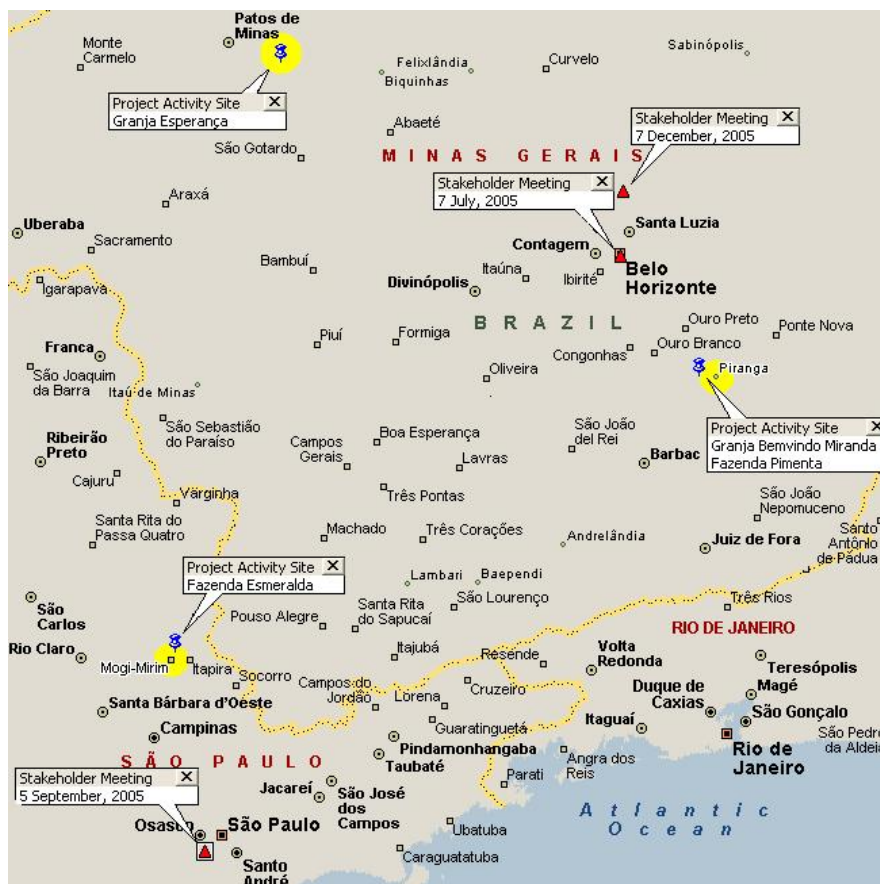 Patos de
Minas
Monte
Carmelo
Sabinópolis
Felixlândia
Biquinhas
Curvelo
Project Activity Site
Granja Esperança
Stakeholder Meeting
7 December, 2005
Abaeté
São Gotardo
MINAS GERAIS
Stakeholder Meeting
7 July, 2005
Araxá
Uberaba
Santa Luzia
Sacramento
Contagem
Bambuí
Itaúna
Ibirité
Belo
Horizonte
Igarapava
Divinópolis
BRAZIL
Ouro Preto
Ponte Nova
Piuí
Formiga
Franca
Congonhas
Ouro Branco
São Joaquim
da Barra
Itaú de Minas
Oliveira
Piranga
São Sebastião
do Paraíso
Project Activity Site
Granja Bemvindo Miranda
Fazenda Pimenta
Ribeirão
Preto
Campos
Gerais
Boa Esperança
São João
del Rei
Barbac
Cajuru
Lavras
Varginha
Três Pontas
São João
Nepomuceno
Santa Rita do
Passa Quatro
Machado
Três Corações
Andrelândia
Juiz de Fora
Santo
Antônio
de Pádua
Project Activity Site
Fazenda Esmeralda
Lambari
Baependi
São
Carlos
Pouso Alegre
Santa Rita
do Sapucaí
São Lourenço
Três Rios
RIO DE JANEIRO
Rio Claro
Itajubá
Resende
Volta
Redonda
Teresópolis
Mogi-Mirim
Itapira
Socorro
Campos do
Jordão
Lorena
Cruzeiro
Duque de
Caxias
Magé
Santa Bárbara d'Oeste
Guaratinguetá
Itaguaí
São Gonçalo
Campinas
Pindamonhangaba
Angra dos
Reis
Rio de
Janeiro
São Pedro
da Aldeia
SÃO PAULO
Taubaté
Parati
Stakeholder Meeting
5 September, 2005
Jacareí
São José
dos
Campos
Atlantic
Ocean
Osasco
São Paulo
Ubatuba
Santo
André
Caraguatatuba